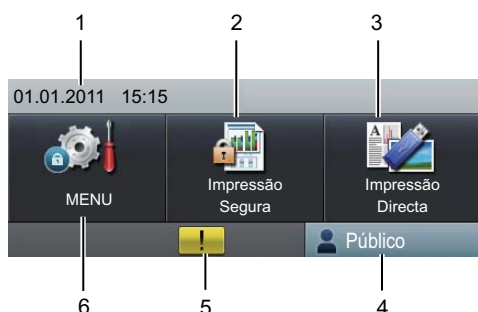 1 2 3
01.01.2011 15:15
MENU
Impressão
Segura
Impressão
Directa
! Público
6 5 4